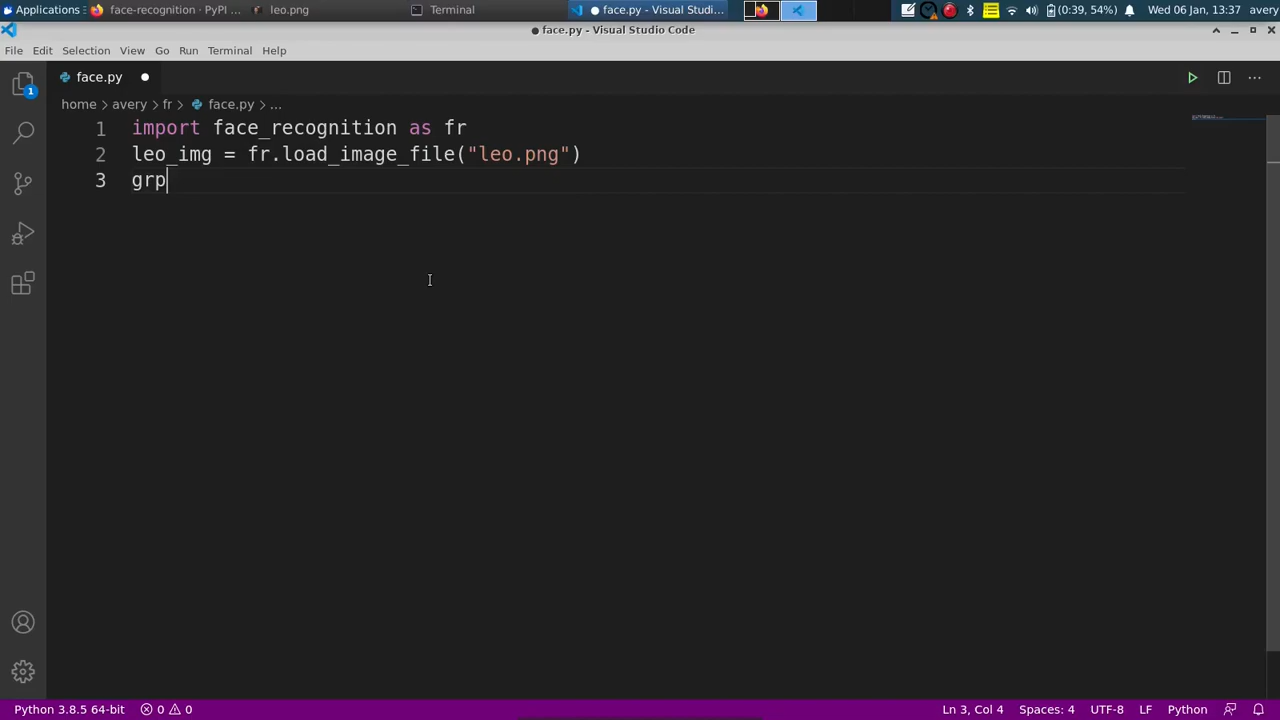 Applications
face-recognition - PyPI ...
leo.png
Terminal
face.py - Visual Studi...
(0:39, 54%)
Wed 06 Jan, 13:37
avery
● face.py - Visual Studio Code
File Edit Selection View Go Run Terminal Help
1
face.py ●
home > avery > fr > face.py > ...
1 import face_recognition as fr
2 leo_img = fr.load_image_file("leo.png")
3 grp
Python 3.8.5 64-bit 0 0 Ln 3, Col 4 Spaces: 4 UTF-8 LF Python